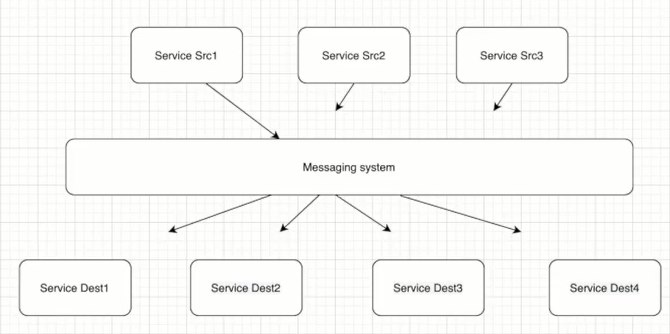 Service Src1
Service Src2
Service Src3
Messaging system
Service Dest1
Service Dest2
Service Dest3
Service Dest4